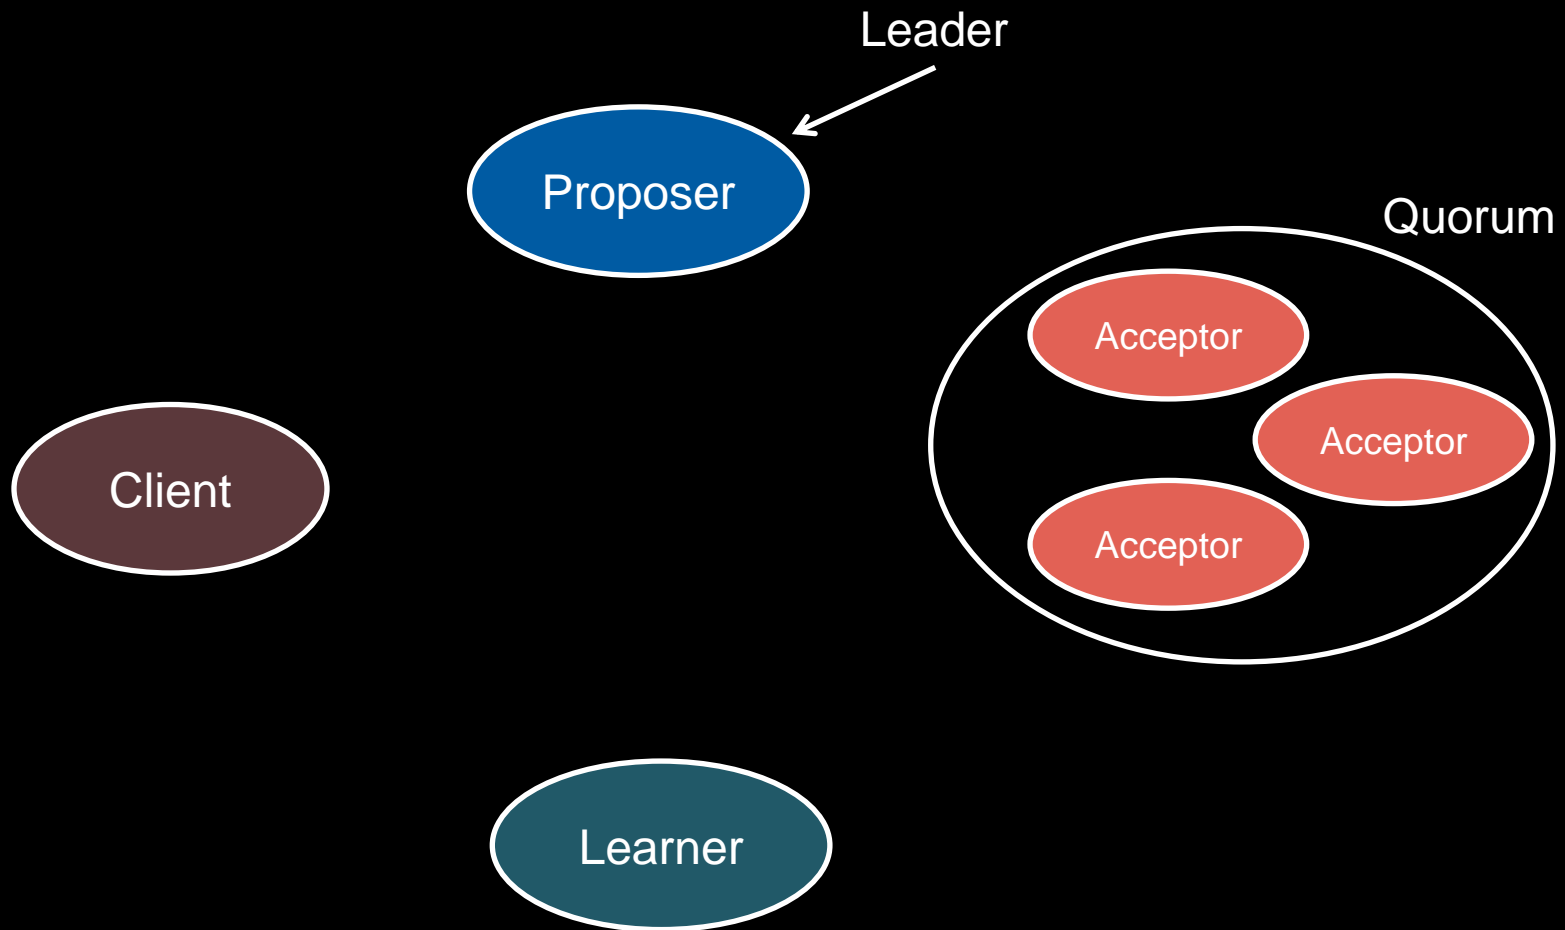 Leader
Proposer
Quorum
Acceptor
Acceptor
Client
Acceptor
Learner